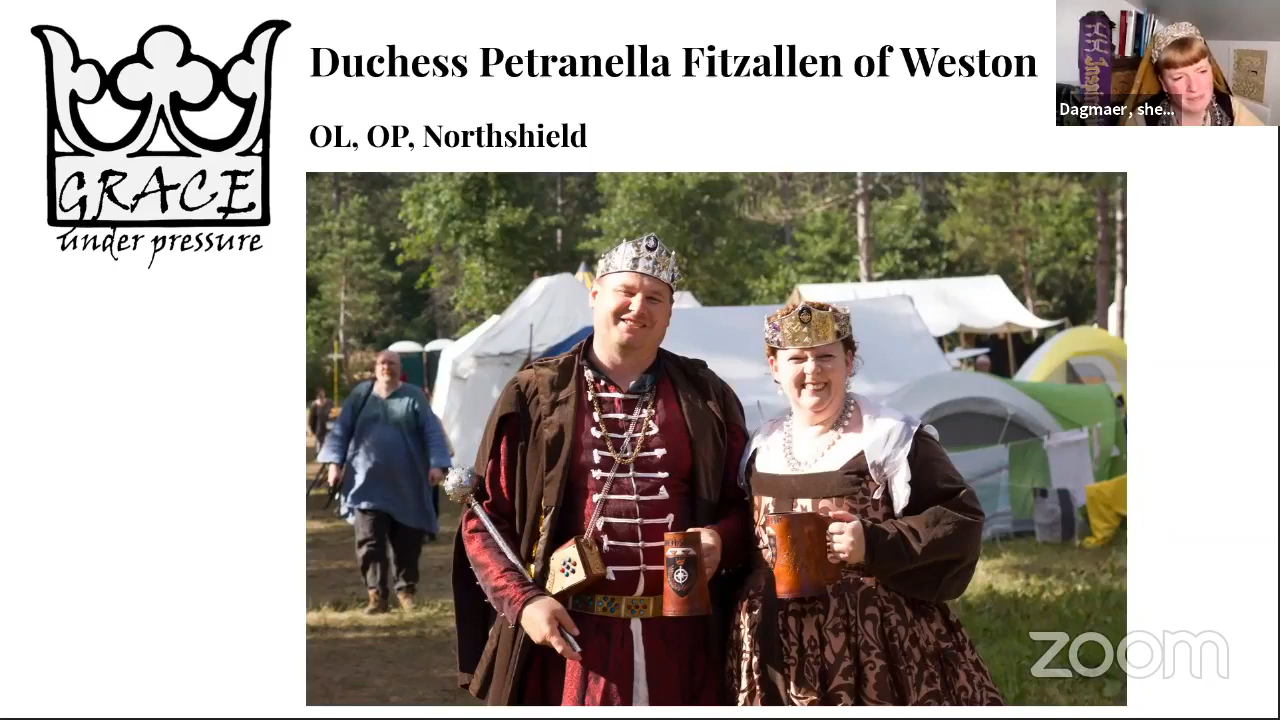 Duchess Petranella Fitzallen of Weston
OL, OP, Northshield
GRACE
under pressure
Dagmaer, she...
zoom